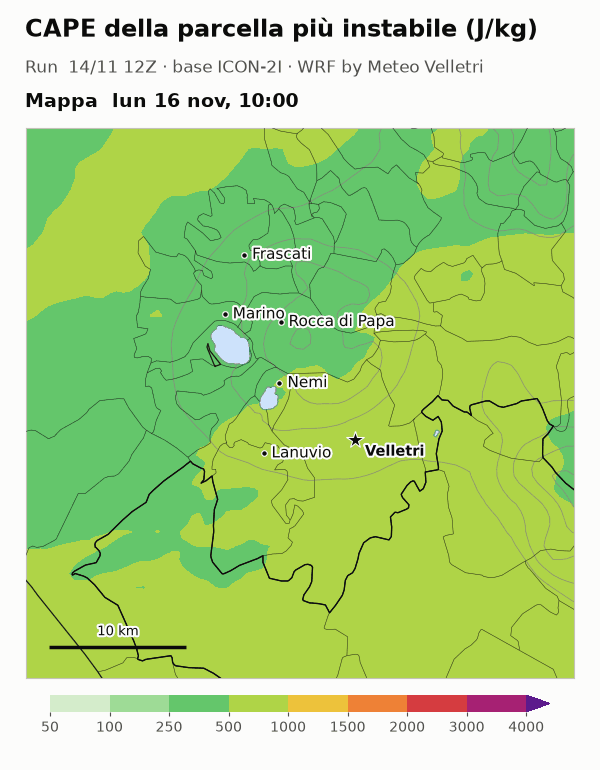 CAPE della parcella più instabile (J/kg)
Run 14/11 12Z · base ICON-2I · WRF by Meteo Velletri
Mappa lun 16 nov, 10:00
Frascati
Marino
Rocca di Papa
Nemi
Velletri
Lanuvio
10 km
50 100 250 500 1000 1500 2000 3000 4000